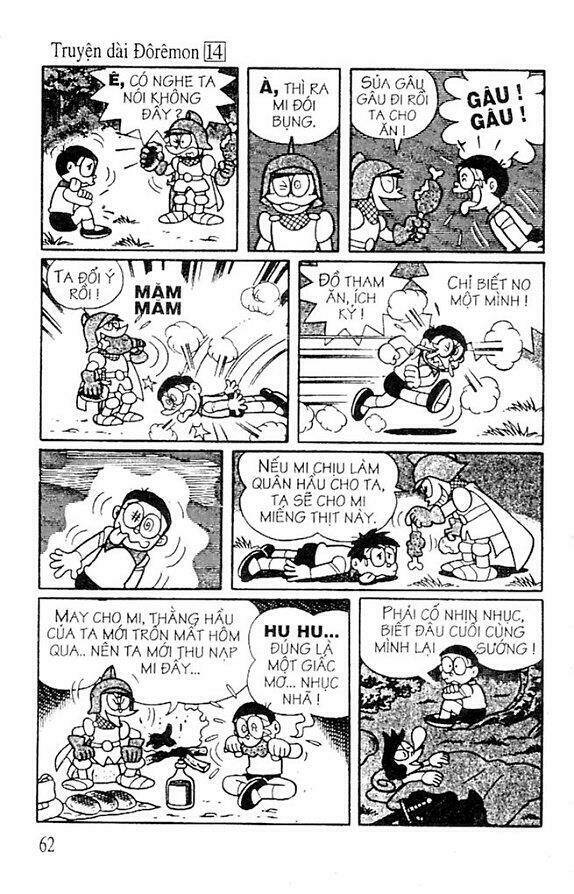 Truyện dài Đôrêmon 14
Ê, CÓ NGHE TA
NÓI KHÔNG
ĐẤY ?
À, THÌ RA
MI ĐÓI
BỤNG.
SỦA GÂU
GÂU ĐI RỒI
TA CHO
ĂN !
GÂU !
GÂU !
TA ĐỔI Ý
RỒI !
MĂM
MĂM
ĐỒ THAM
ĂN, ÍCH
KỶ !
CHỈ BIẾT NO
MỘT MÌNH !
NẾU MI CHỊU LÀM
QUÂN HẦU CHO TA,
TA SẼ CHO MI
MIẾNG THỊT NÀY.
MAY CHO MI, THẰNG HẦU
CỦA TA MỚI TRỐN MẤT HÔM
QUA.. NÊN TA MỚI THU NẠP
MI ĐẤY...
HU HU...
ĐÚNG LÀ
MỘT GIẤC
MƠ... NHỤC
NHÃ !
PHẢI CỐ NHỊN NHỤC,
BIẾT ĐÂU CUỐI CÙNG
MÌNH LẠI SƯỚNG !
62